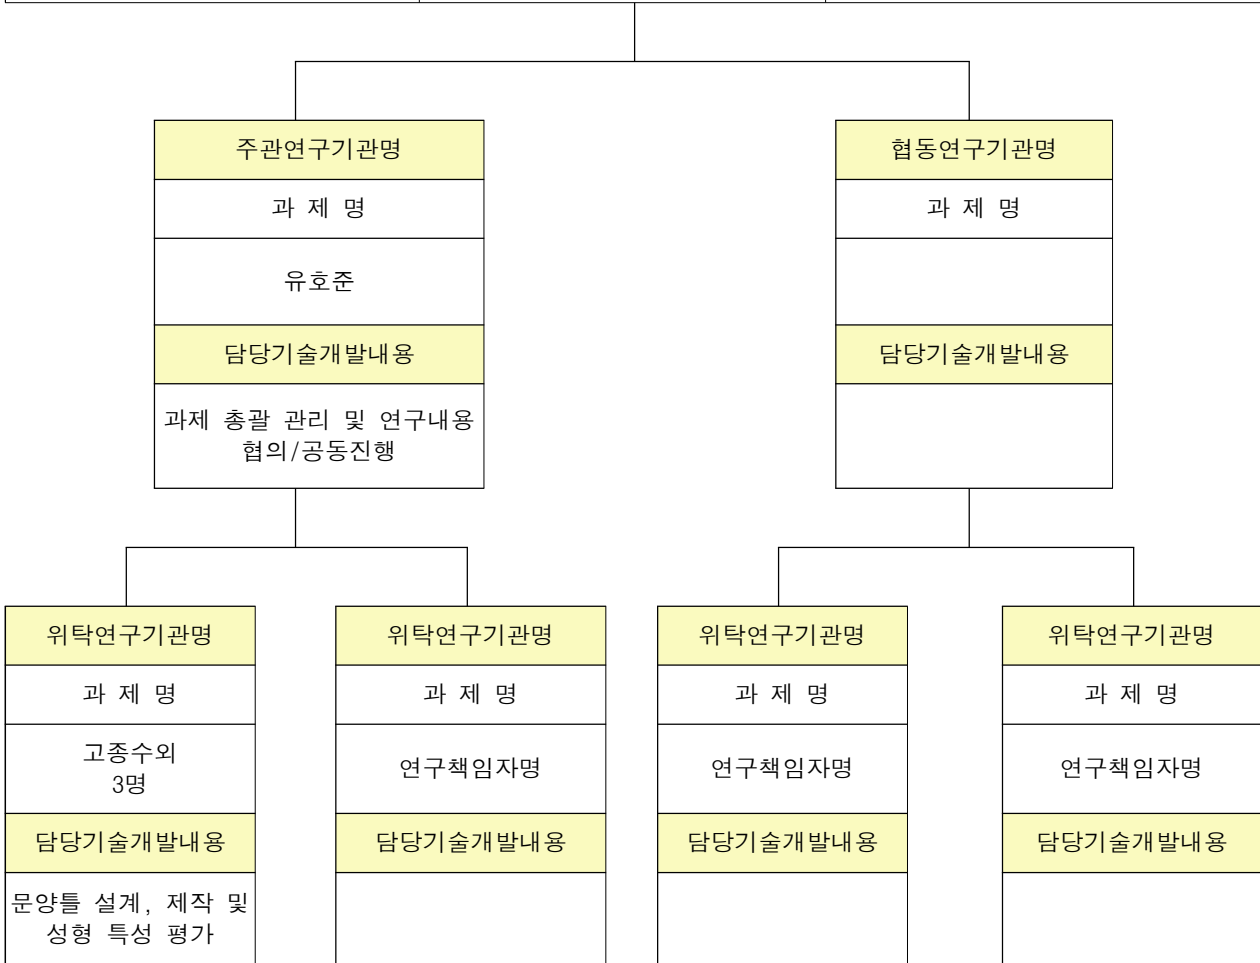 주관연구기관명
과 제 명
유호준
담당기술개발내용
과제 총괄 관리 및 연구내용
협의/공동진행
협동연구기관명
과 제 명
담당기술개발내용
위탁연구기관명
과 제 명
고종수외
3명
담당기술개발내용
문양틀 설계, 제작 및
성형 특성 평가
위탁연구기관명
과 제 명
연구책임자명
담당기술개발내용
위탁연구기관명
과 제 명
연구책임자명
담당기술개발내용
위탁연구기관명
과 제 명
연구책임자명
담당기술개발내용